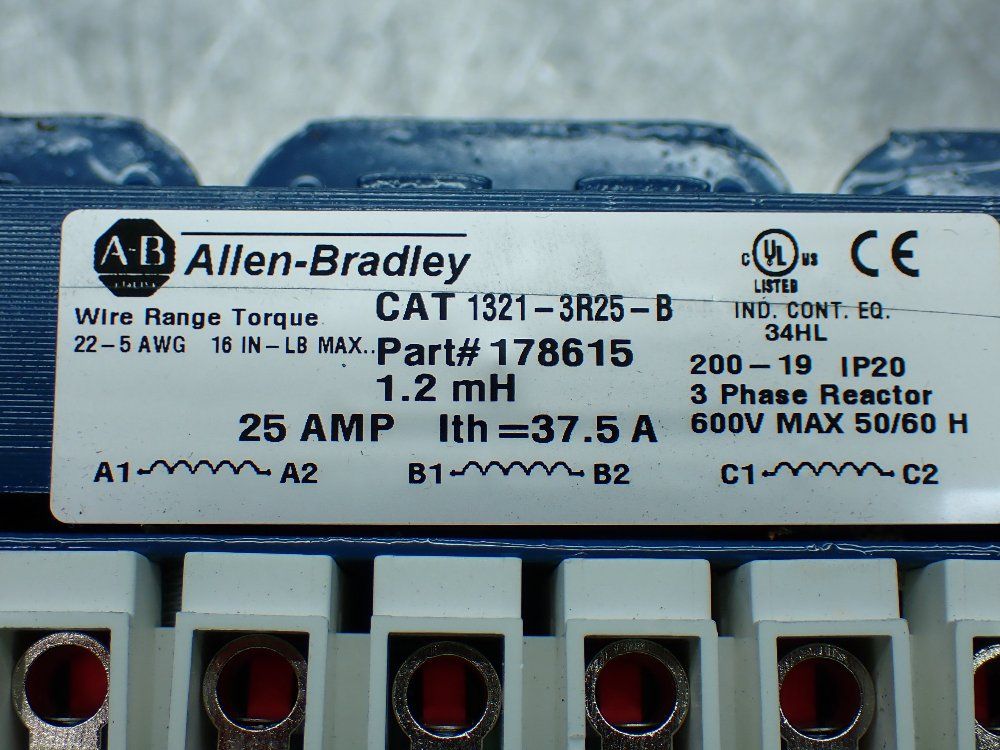 A-B
Allen-Bradley
C UL US
LISTED
CE
Wire Range Torque
CAT 1321-3R25-B
IND. CONT. EQ.
34HL
22-5 AWG 16 IN-LB MAX..
Part# 178615
200-19 IP20
1.2 mH
3 Phase Reactor
25 AMP Ith=37.5 A
600V MAX 50/60 H
A1 A2 B1 B2 C1 C2